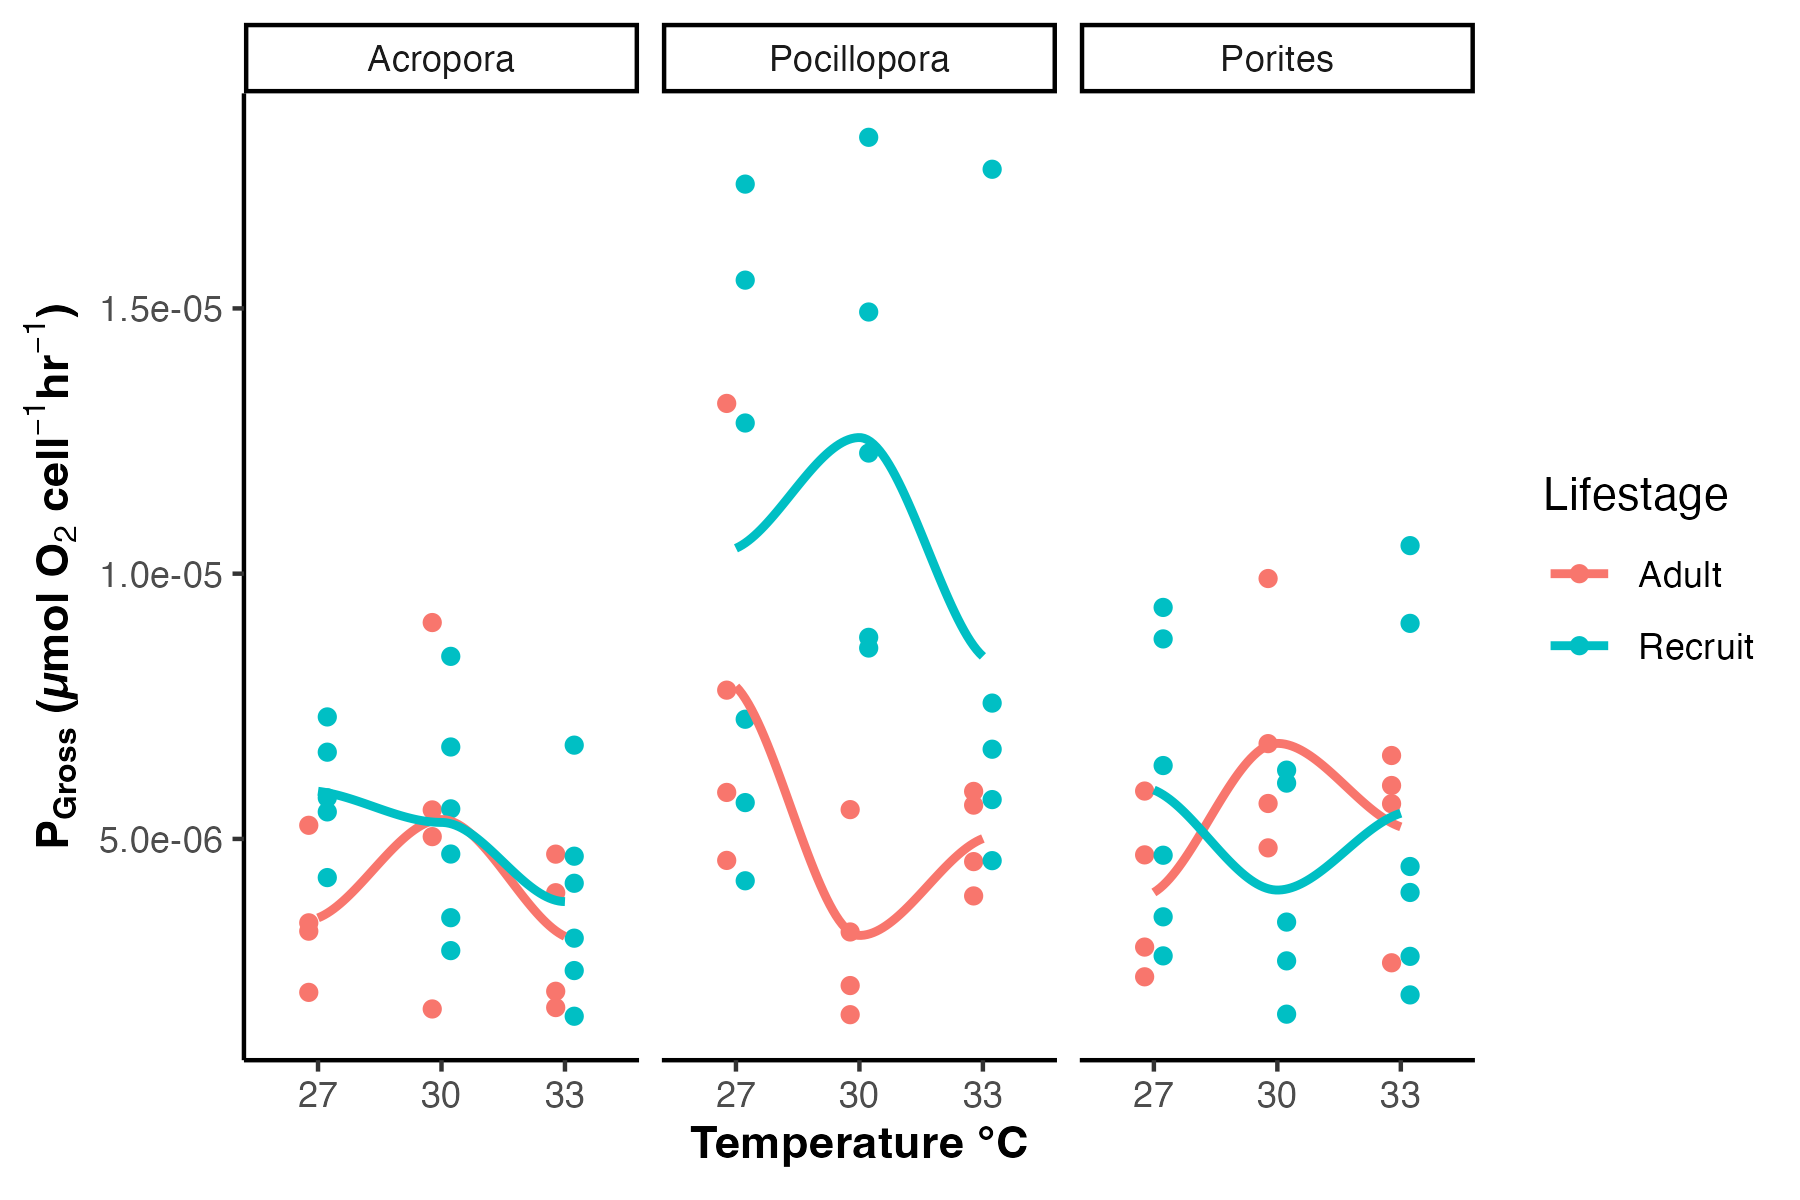 Acropora
Pocillopora
Porites
P_Gross (µmol O₂ cell⁻¹hr⁻¹)
1.5e-05
1.0e-05
5.0e-06
27 30 33
27 30 33
27 30 33
Temperature °C
Lifestage
Adult
Recruit